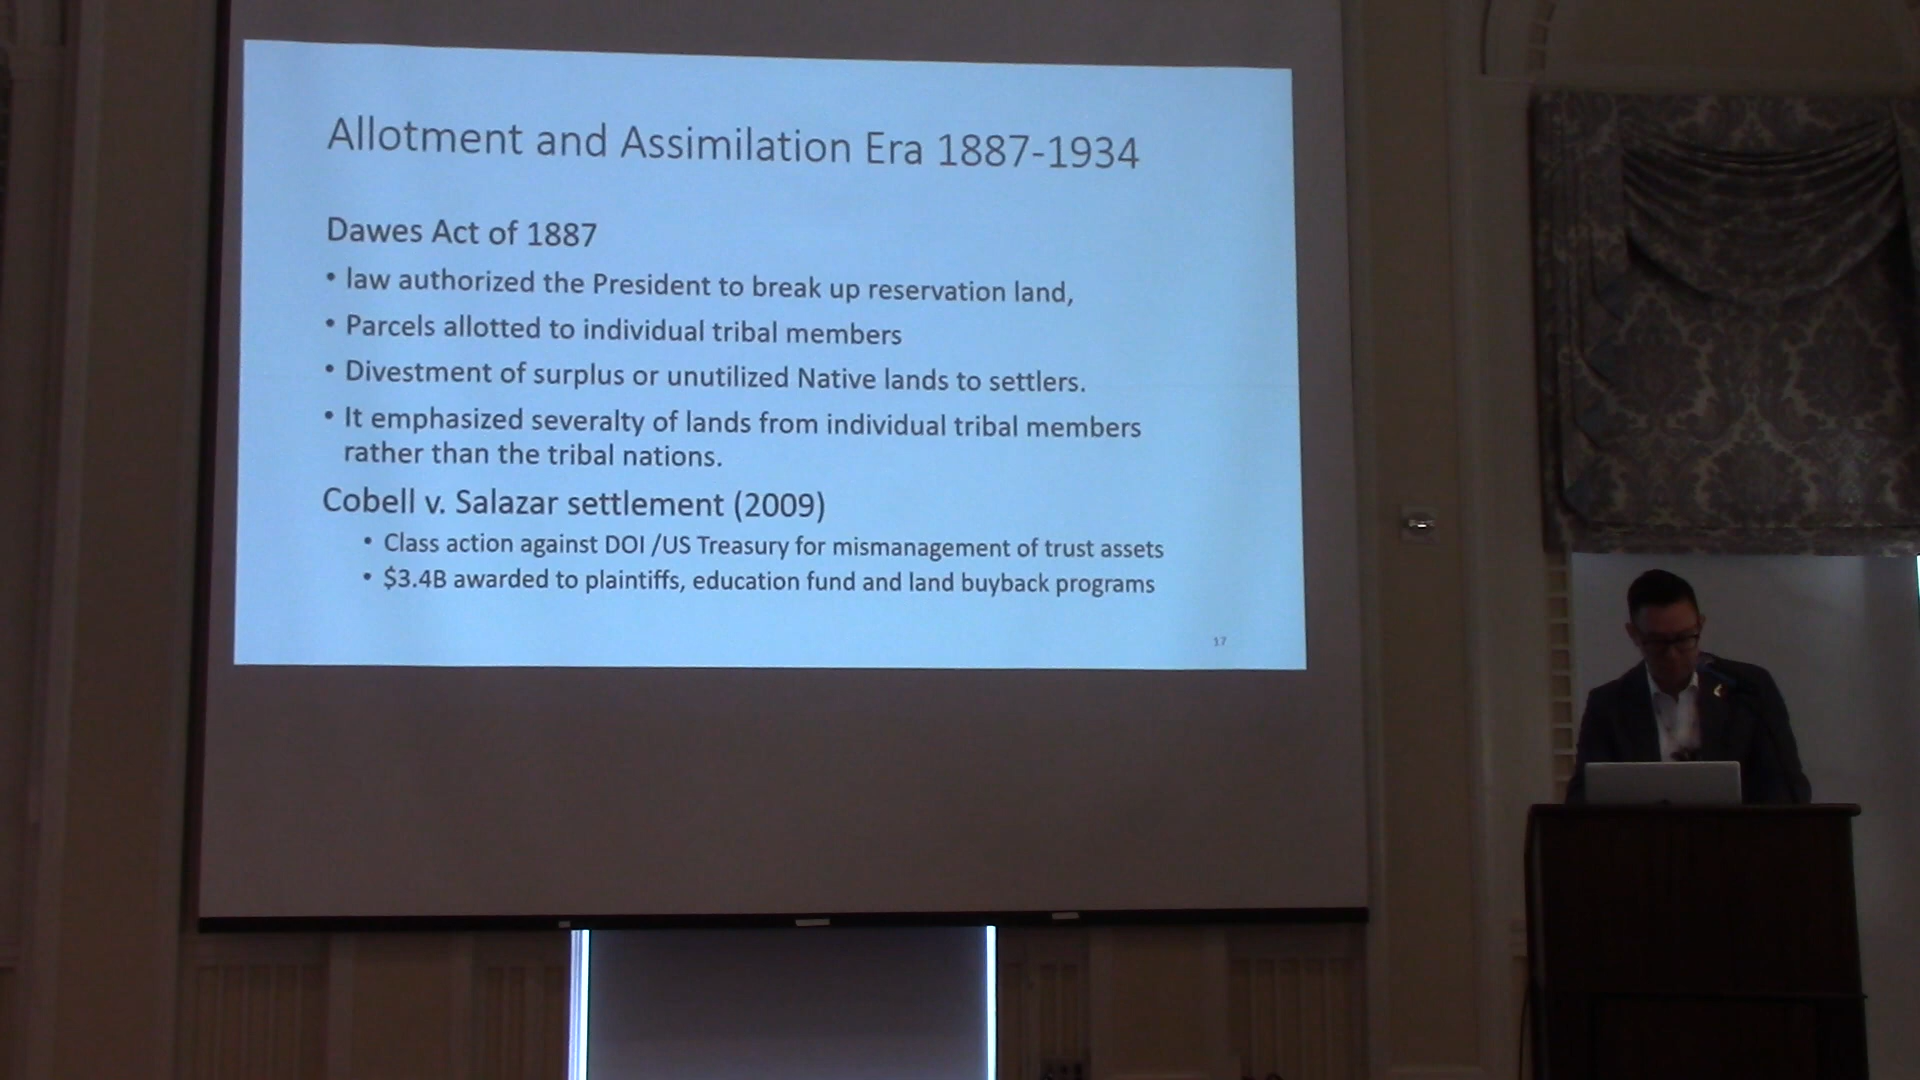 Allotment and Assimilation Era 1887-1934
Dawes Act of 1887
• law authorized the President to break up reservation land,
• Parcels allotted to individual tribal members
• Divestment of surplus or unutilized Native lands to settlers.
• It emphasized severalty of lands from individual tribal members
rather than the tribal nations.
Cobell v. Salazar settlement (2009)
• Class action against DOI /US Treasury for mismanagement of trust assets
• $3.4B awarded to plaintiffs, education fund and land buyback programs
17